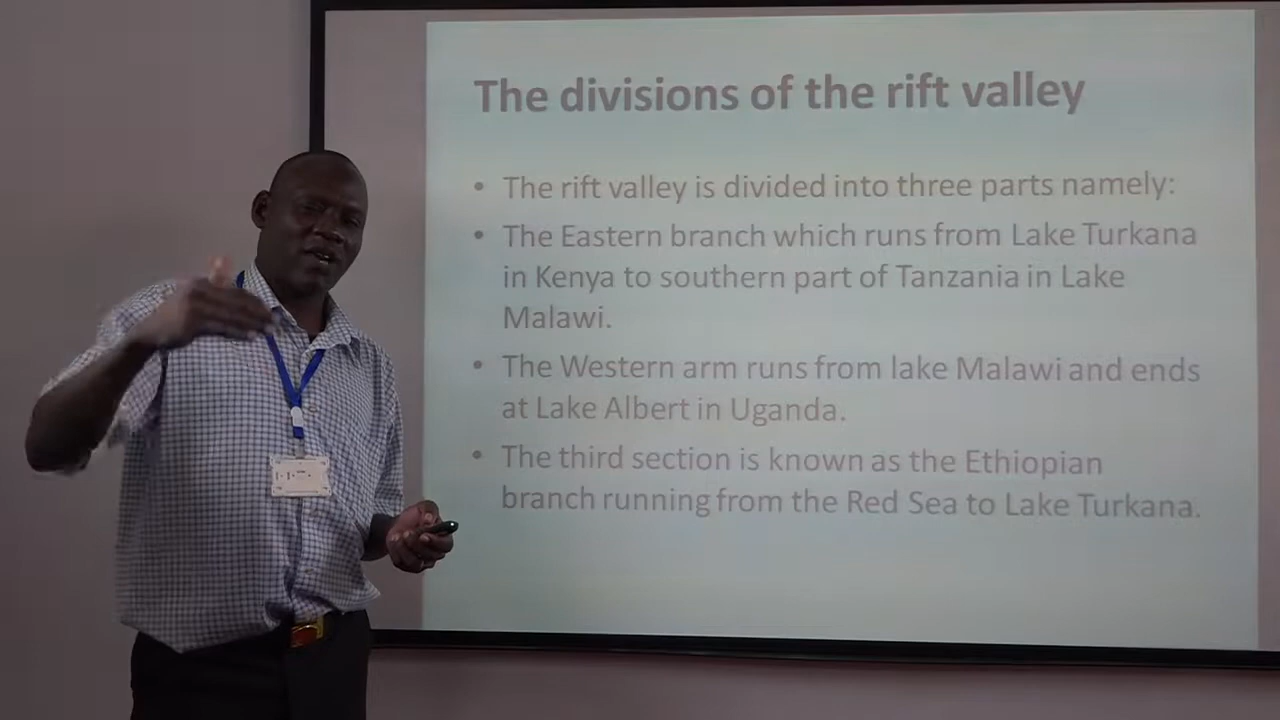 The divisions of the rift valley
• The rift valley is divided into three parts namely:
• The Eastern branch which runs from Lake Turkana
in Kenya to southern part of Tanzania in Lake
Malawi.
• The Western arm runs from lake Malawi and ends
at Lake Albert in Uganda.
• The third section is known as the Ethiopian
branch running from the Red Sea to Lake Turkana.